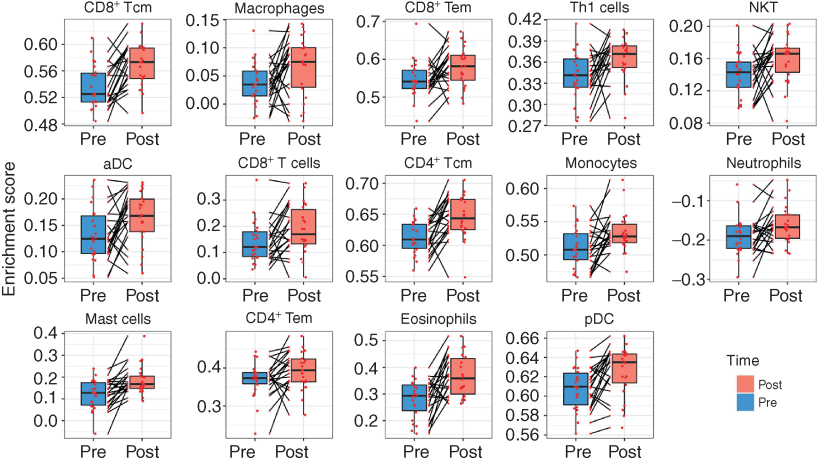 CD8⁺ Tcm
Macrophages
CD8⁺ Tem
Th1 cells
NKT
0.60
0.56
0.52
0.48
0.15
0.10
0.05
0.00
0.7
0.6
0.5
0.42
0.39
0.36
0.33
0.30
0.27
0.20
0.16
0.12
0.08
Pre Post
Pre Post
Pre Post
Pre Post
Pre Post
Enrichment score
aDC
CD8⁺ T cells
CD4⁺ Tcm
Monocytes
Neutrophils
0.20
0.15
0.10
0.05
0.3
0.2
0.1
0.0
0.70
0.65
0.60
0.55
0.60
0.55
0.50
−0.1
−0.2
−0.3
Pre Post
Pre Post
Pre Post
Pre Post
Pre Post
Mast cells
CD4⁺ Tem
Eosinophils
pDC
0.4
0.3
0.2
0.1
0.0
0.4
0.3
0.5
0.4
0.3
0.2
0.66
0.64
0.62
0.60
0.58
0.56
Pre Post
Pre Post
Pre Post
Pre Post
Time
Post
Pre